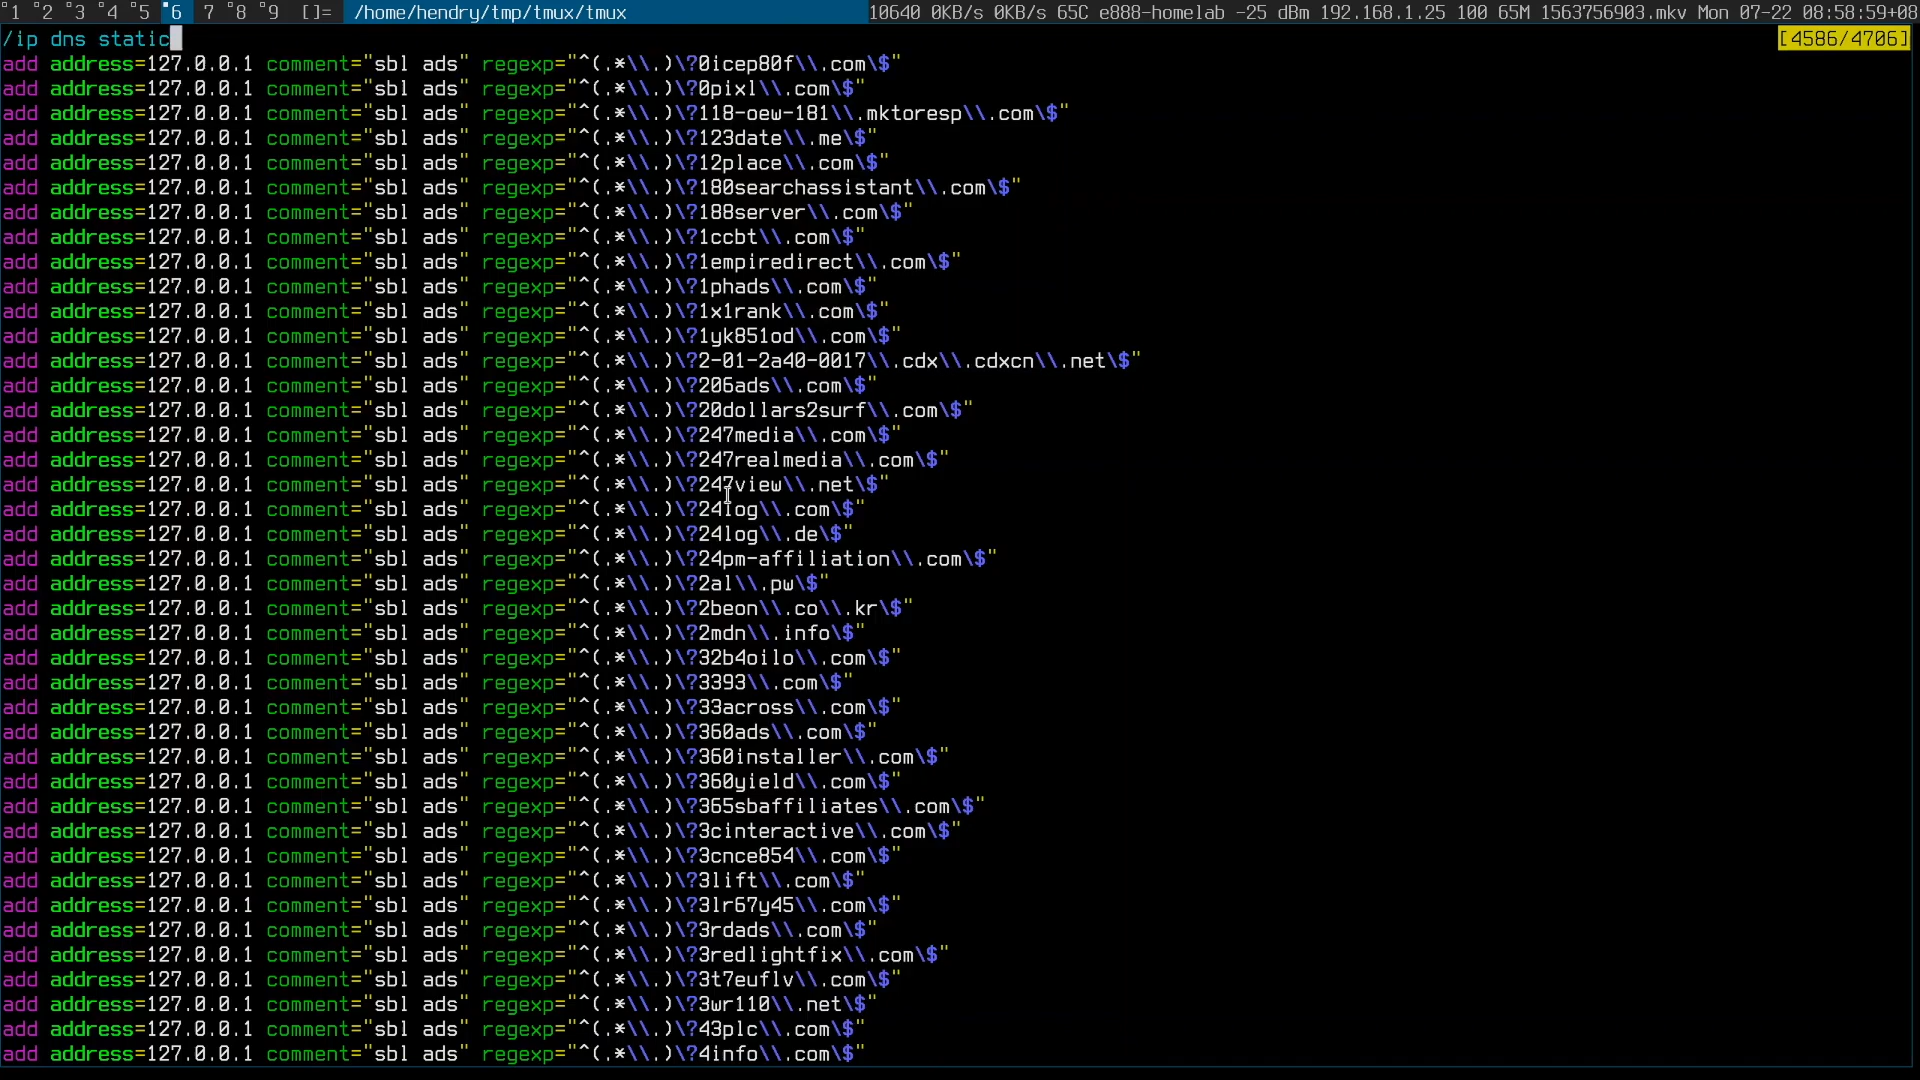 1 2 3 4 5 6 7 8 9 []= /home/hendry/tmp/tmux/tmux 10640 0KB/s 0KB/s 65C e888-homelab -25 dBm 192.168.1.25 100 65M 1563756903.mkv Mon 07-22 08:58:59+08
/ip dns static [4586/4706]
add address=127.0.0.1 comment="sbl ads" regexp="^(.*\\.)\?0icep80f\\.com\$"
add address=127.0.0.1 comment="sbl ads" regexp="^(.*\\.)\?0pixl\\.com\$"
add address=127.0.0.1 comment="sbl ads" regexp="^(.*\\.)\?118-oew-181\\.mktoresp\\.com\$"
add address=127.0.0.1 comment="sbl ads" regexp="^(.*\\.)\?123date\\.me\$"
add address=127.0.0.1 comment="sbl ads" regexp="^(.*\\.)\?12place\\.com\$"
add address=127.0.0.1 comment="sbl ads" regexp="^(.*\\.)\?180searchassistant\\.com\$"
add address=127.0.0.1 comment="sbl ads" regexp="^(.*\\.)\?188server\\.com\$"
add address=127.0.0.1 comment="sbl ads" regexp="^(.*\\.)\?1ccbt\\.com\$"
add address=127.0.0.1 comment="sbl ads" regexp="^(.*\\.)\?1empiredirect\\.com\$"
add address=127.0.0.1 comment="sbl ads" regexp="^(.*\\.)\?1phads\\.com\$"
add address=127.0.0.1 comment="sbl ads" regexp="^(.*\\.)\?1x1rank\\.com\$"
add address=127.0.0.1 comment="sbl ads" regexp="^(.*\\.)\?1yk851od\\.com\$"
add address=127.0.0.1 comment="sbl ads" regexp="^(.*\\.)\?2-01-2a40-0017\\.cdx\\.cdxcn\\.net\$"
add address=127.0.0.1 comment="sbl ads" regexp="^(.*\\.)\?206ads\\.com\$"
add address=127.0.0.1 comment="sbl ads" regexp="^(.*\\.)\?20dollars2surf\\.com\$"
add address=127.0.0.1 comment="sbl ads" regexp="^(.*\\.)\?247media\\.com\$"
add address=127.0.0.1 comment="sbl ads" regexp="^(.*\\.)\?247realmedia\\.com\$"
add address=127.0.0.1 comment="sbl ads" regexp="^(.*\\.)\?247view\\.net\$"
add address=127.0.0.1 comment="sbl ads" regexp="^(.*\\.)\?24log\\.com\$"
add address=127.0.0.1 comment="sbl ads" regexp="^(.*\\.)\?24log\\.de\$"
add address=127.0.0.1 comment="sbl ads" regexp="^(.*\\.)\?24pm-affiliation\\.com\$"
add address=127.0.0.1 comment="sbl ads" regexp="^(.*\\.)\?2al\\.pw\$"
add address=127.0.0.1 comment="sbl ads" regexp="^(.*\\.)\?2beon\\.co\\.kr\$"
add address=127.0.0.1 comment="sbl ads" regexp="^(.*\\.)\?2mdn\\.info\$"
add address=127.0.0.1 comment="sbl ads" regexp="^(.*\\.)\?32b4oilo\\.com\$"
add address=127.0.0.1 comment="sbl ads" regexp="^(.*\\.)\?3393\\.com\$"
add address=127.0.0.1 comment="sbl ads" regexp="^(.*\\.)\?33across\\.com\$"
add address=127.0.0.1 comment="sbl ads" regexp="^(.*\\.)\?360ads\\.com\$"
add address=127.0.0.1 comment="sbl ads" regexp="^(.*\\.)\?360installer\\.com\$"
add address=127.0.0.1 comment="sbl ads" regexp="^(.*\\.)\?360yield\\.com\$"
add address=127.0.0.1 comment="sbl ads" regexp="^(.*\\.)\?365sbaffiliates\\.com\$"
add address=127.0.0.1 comment="sbl ads" regexp="^(.*\\.)\?3cinteractive\\.com\$"
add address=127.0.0.1 comment="sbl ads" regexp="^(.*\\.)\?3cnce854\\.com\$"
add address=127.0.0.1 comment="sbl ads" regexp="^(.*\\.)\?3lift\\.com\$"
add address=127.0.0.1 comment="sbl ads" regexp="^(.*\\.)\?3lr67y45\\.com\$"
add address=127.0.0.1 comment="sbl ads" regexp="^(.*\\.)\?3rdads\\.com\$"
add address=127.0.0.1 comment="sbl ads" regexp="^(.*\\.)\?3redlightfix\\.com\$"
add address=127.0.0.1 comment="sbl ads" regexp="^(.*\\.)\?3t7euflv\\.com\$"
add address=127.0.0.1 comment="sbl ads" regexp="^(.*\\.)\?3wr110\\.net\$"
add address=127.0.0.1 comment="sbl ads" regexp="^(.*\\.)\?43plc\\.com\$"
add address=127.0.0.1 comment="sbl ads" regexp="^(.*\\.)\?4info\\.com\$"